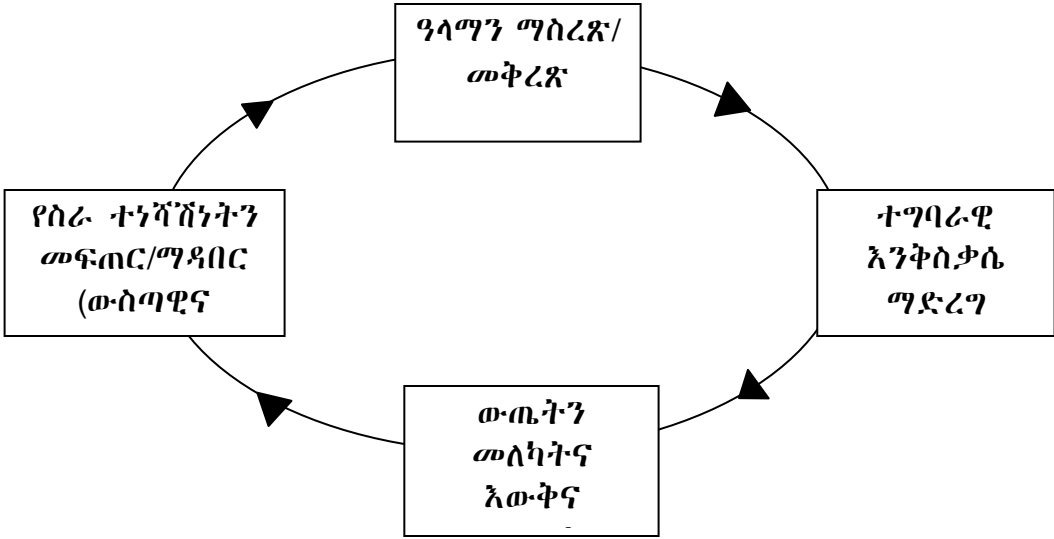 ዓላማን ማስረጽ/
መቅረጽ
የስራ ተነሻሽነትን
መፍጠር/ማዳበር
(ውስጣዊና
ተግባራዊ
እንቅስቃሴ
ማድረግ
ውጤትን
መለካትና
እውቅና